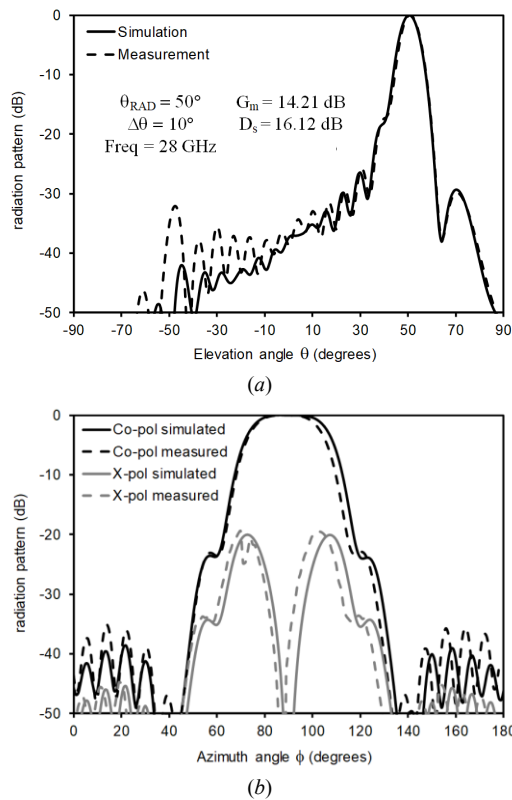 0
-10
-20
-30
-40
-50
radiation pattern (dB)
Simulation
Measurement
θRAD = 50° Gm = 14.21 dB
Δθ = 10° Ds = 16.12 dB
Freq = 28 GHz
-90 -70 -50 -30 -10 10 30 50 70 90
Elevation angle θ (degrees)
(a)
0
-10
-20
-30
-40
-50
radiation pattern (dB)
Co-pol simulated
Co-pol measured
X-pol simulated
X-pol measured
0 20 40 60 80 100 120 140 160 180
Azimuth angle ϕ (degrees)
(b)